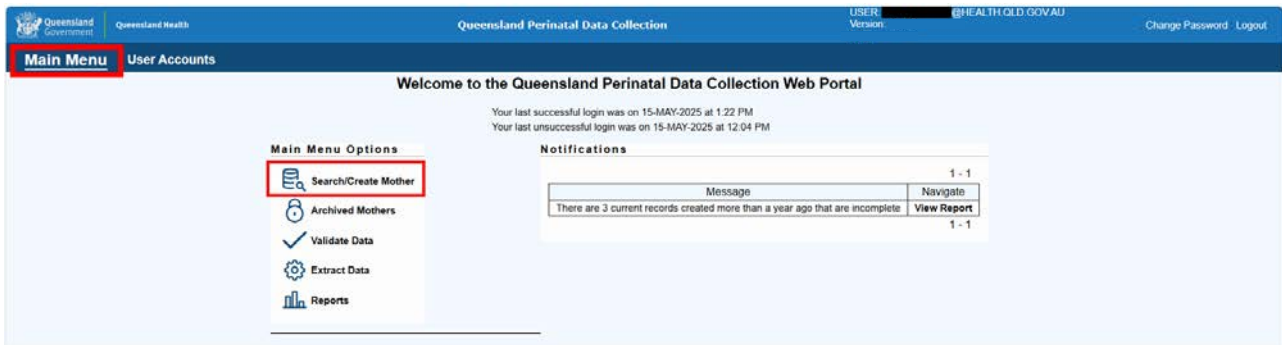 Queensland Government
Queensland Health
Queensland Perinatal Data Collection
USER: @HEALTH.QLD.GOV.AU
Version:
Change Password Logout
Main Menu User Accounts
Welcome to the Queensland Perinatal Data Collection Web Portal
Your last successful login was on 15-MAY-2025 at 1:22 PM
Your last unsuccessful login was on 15-MAY-2025 at 12:04 PM
Main Menu Options
Search/Create Mother
Archived Mothers
Validate Data
Extract Data
Reports
Notifications
1 - 1
Message Navigate
There are 3 current records created more than a year ago that are incomplete View Report
1 - 1